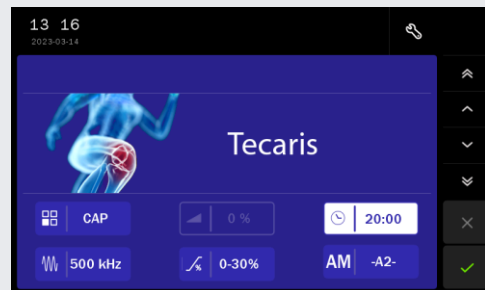 13 16
2023-03-14
Tecaris
CAP
0 %
20:00
500 kHz
%
0-30%
AM
-A2-